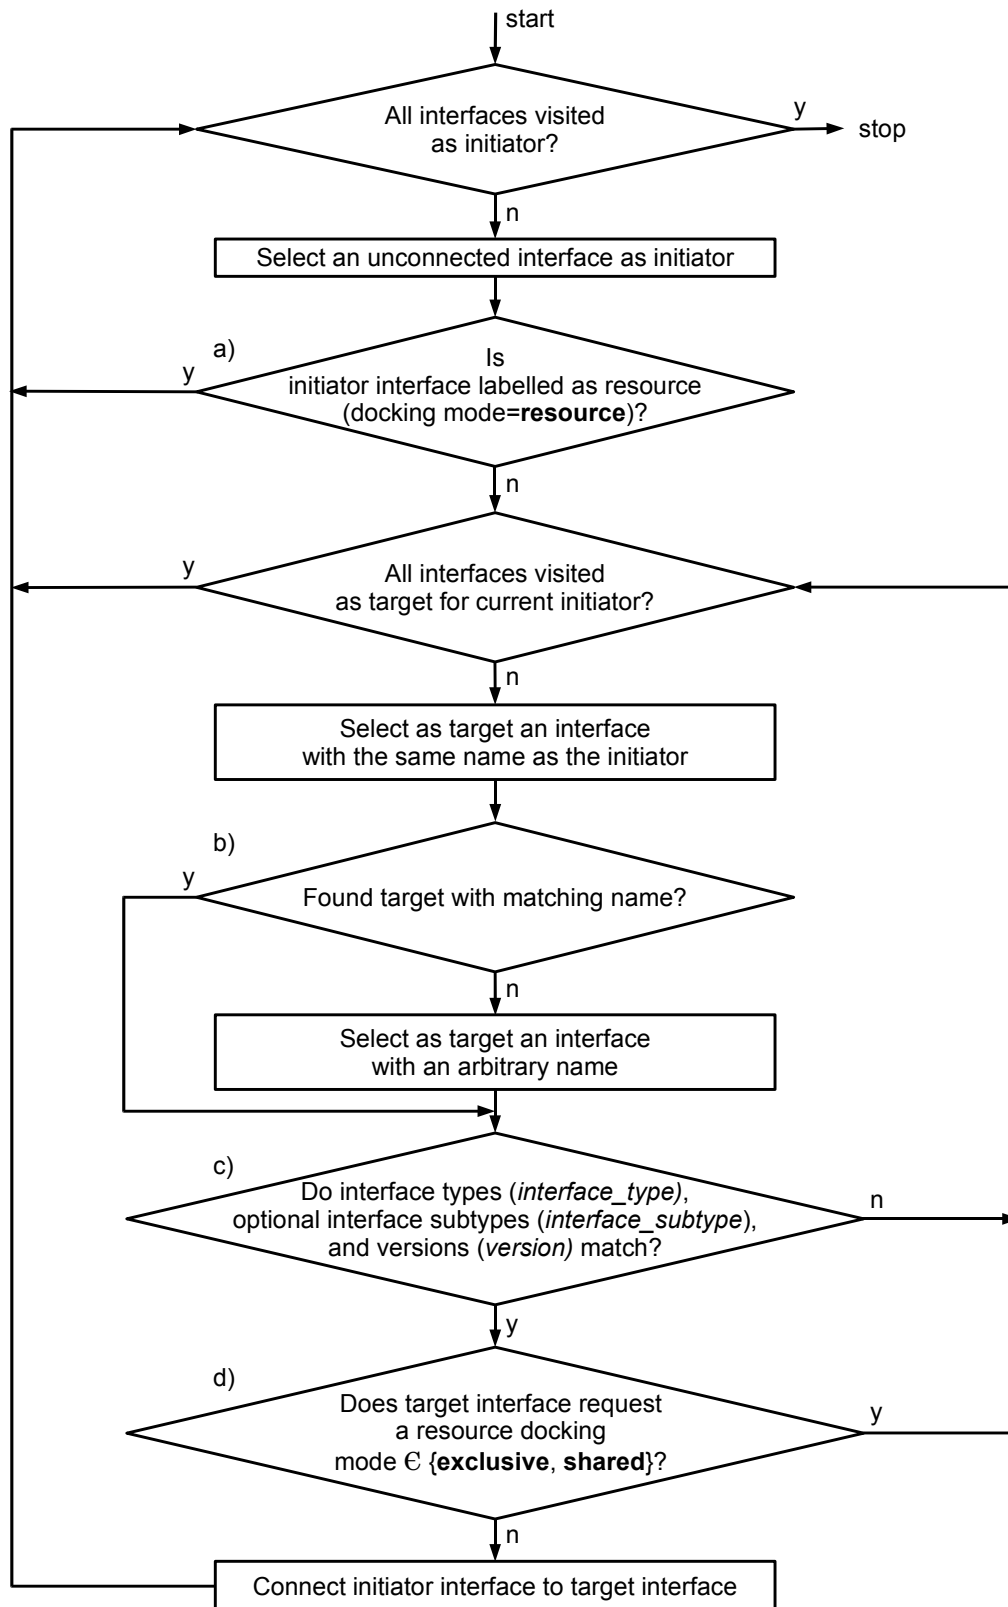 start
All interfaces visited
as initiator?
y
stop
n
Select an unconnected interface as initiator
a)
y
Is
initiator interface labelled as resource
(docking mode=resource)?
n
y
All interfaces visited
as target for current initiator?
n
Select as target an interface
with the same name as the initiator
b)
y
Found target with matching name?
n
Select as target an interface
with an arbitrary name
c)
Do interface types (interface_type),
optional interface subtypes (interface_subtype),
and versions (version) match?
n
y
d)
Does target interface request
a resource docking
mode ∈ {exclusive, shared}?
y
n
Connect initiator interface to target interface